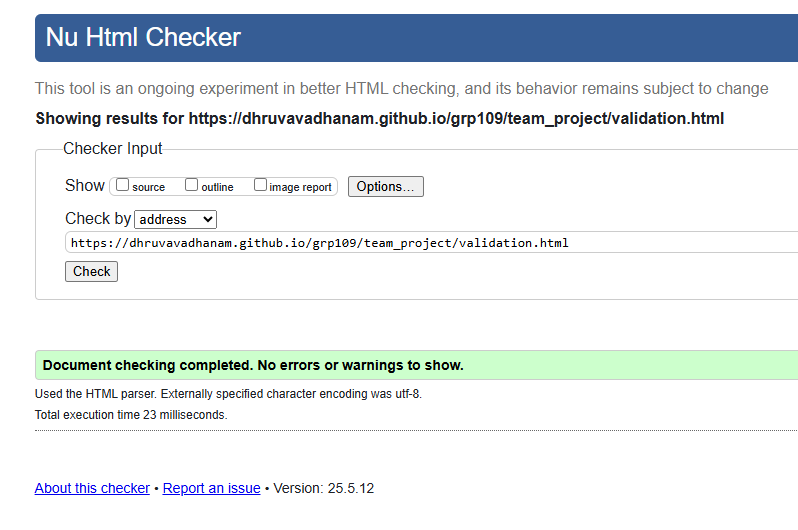 Nu Html Checker
This tool is an ongoing experiment in better HTML checking, and its behavior remains subject to change
Showing results for https://dhruvavadhanam.github.io/grp109/team_project/validation.html
Checker Input
Show source outline image report Options...
Check by address
https://dhruvavadhanam.github.io/grp109/team_project/validation.html
Check
Document checking completed. No errors or warnings to show.
Used the HTML parser. Externally specified character encoding was utf-8.
Total execution time 23 milliseconds.
About this checker • Report an issue • Version: 25.5.12